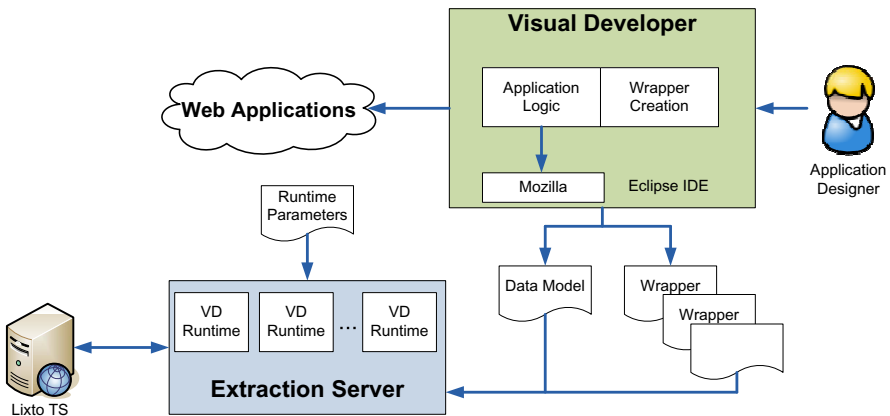 Visual Developer
Application
Logic
Wrapper
Creation
Mozilla
Eclipse IDE
Web Applications
Application
Designer
Runtime
Parameters
Data Model
Wrapper
Wrapper
VD
Runtime
VD
Runtime
...
VD
Runtime
Extraction Server
Lixto TS